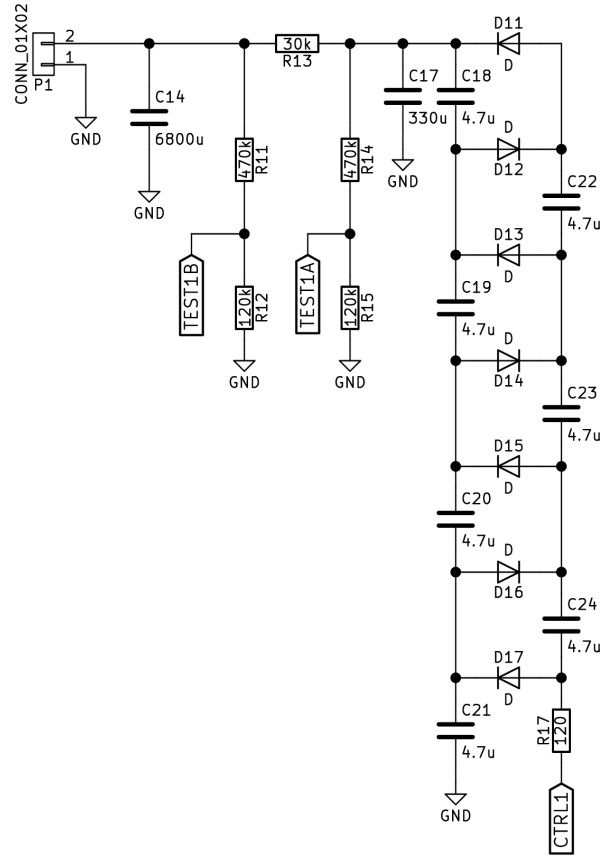 CONN_01X02
2
1
P1
GND
C14
6800u
GND
30k
R13
470k
R11
TEST1B
120k
R12
GND
470k
R14
TEST1A
120k
R15
GND
C17
330u
GND
C18
4.7u
D11
D
D
D12
C22
4.7u
D13
D
C19
4.7u
D
D14
C23
4.7u
D15
D
C20
4.7u
D
D16
C24
4.7u
D17
D
C21
4.7u
GND
R17
120
CTRL1